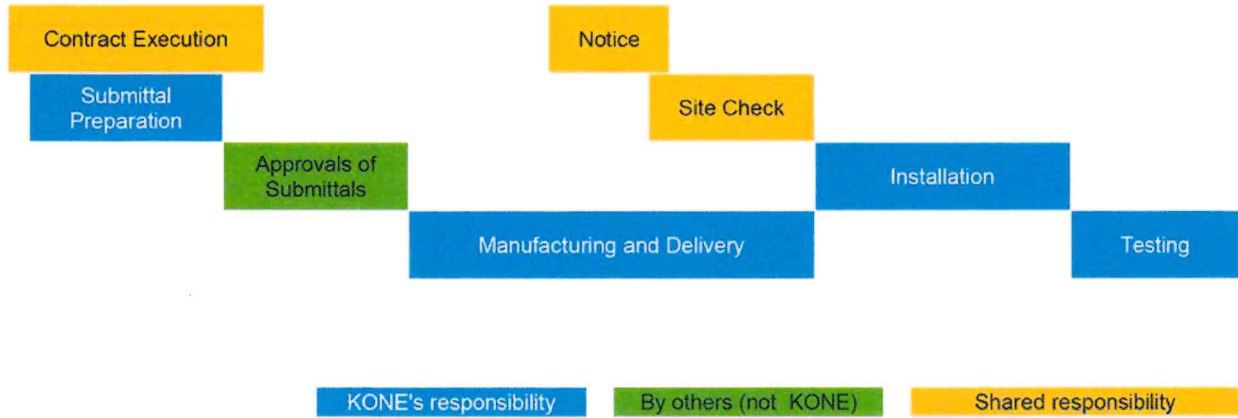 Contract Execution
Notice
Submittal
Preparation
Site Check
Approvals of
Submittals
Installation
Manufacturing and Delivery
Testing
KONE's responsibility
By others (not KONE)
Shared responsibility